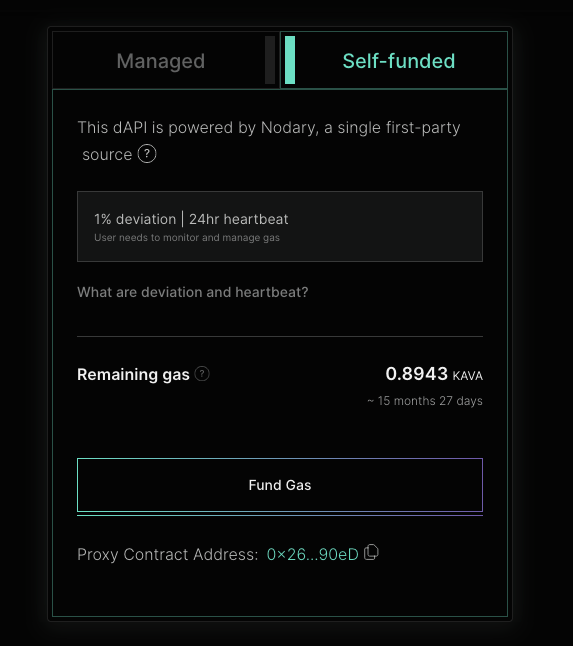 Managed
Self-funded
This dAPI is powered by Nodary, a single first-party
source ?
1% deviation | 24hr heartbeat
User needs to monitor and manage gas
What are deviation and heartbeat?
Remaining gas ?
0.8943 KAVA
~ 15 months 27 days
Fund Gas
Proxy Contract Address: 0x26...90eD